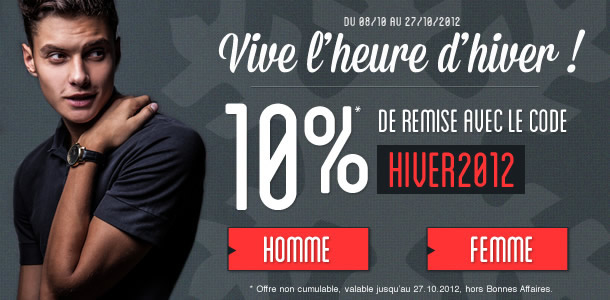 DU 08/10 AU 27/10/2012
Vive l'heure d'hiver !
10%*
DE REMISE AVEC LE CODE
HIVER2012
HOMME
FEMME
* Offre non cumulable, valable jusqu'au 27.10.2012, hors Bonnes Affaires.